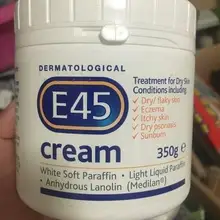 DERMATOLOGICAL
E45
cream
Treatment for Dry Skin
Conditions including
✓ Dry/flaky skin
✓ Eczema
✓ Itchy skin
✓ Dry psoriasis
✓ Sunburn
350g e
White Soft Paraffin • Light Liquid Paraffin
• Anhydrous Lanolin (Medilan®)